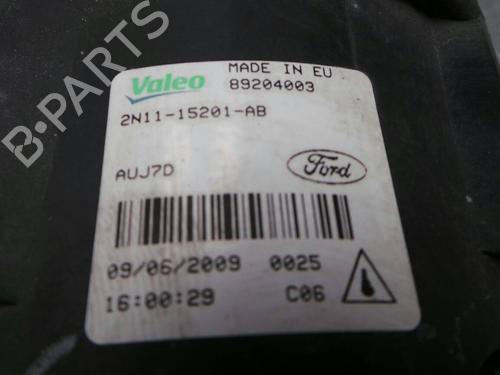 Valeo MADE IN EU
89204003
2N11-15201-AB
AUJ7D
Ford
09/06/2009 0025
16:00:29 C06
B-PARTS